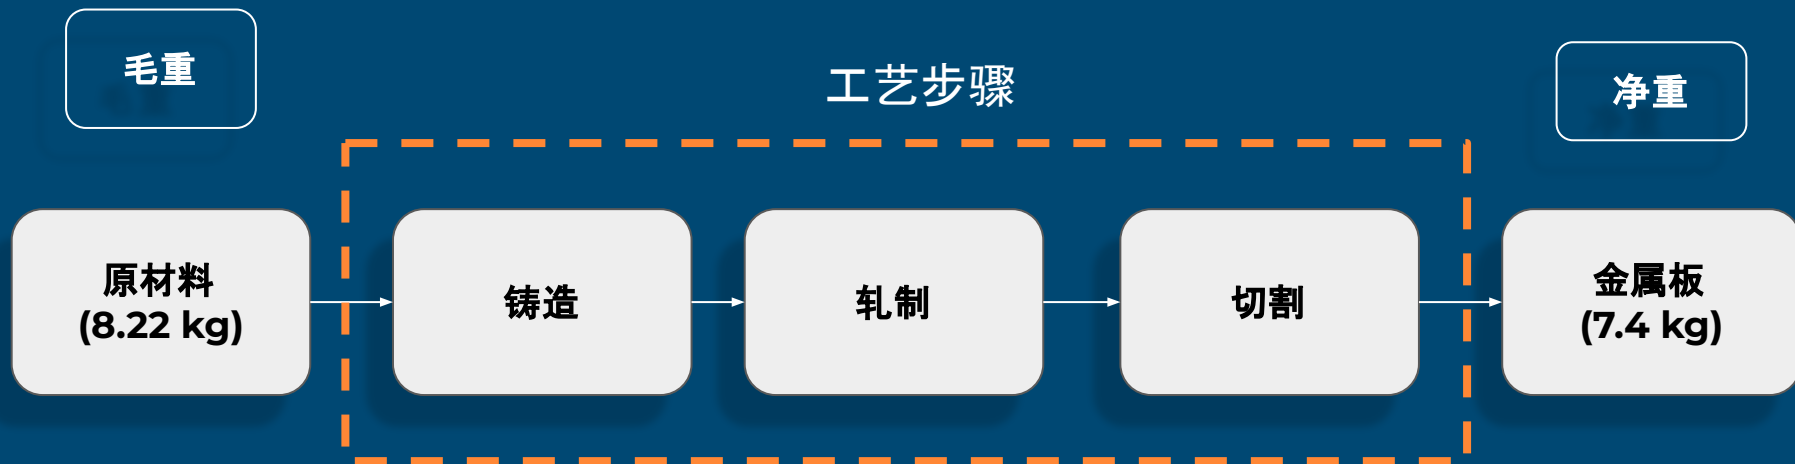 毛重
工艺步骤
净重
原材料
(8.22 kg)
铸造
轧制
切割
金属板
(7.4 kg)